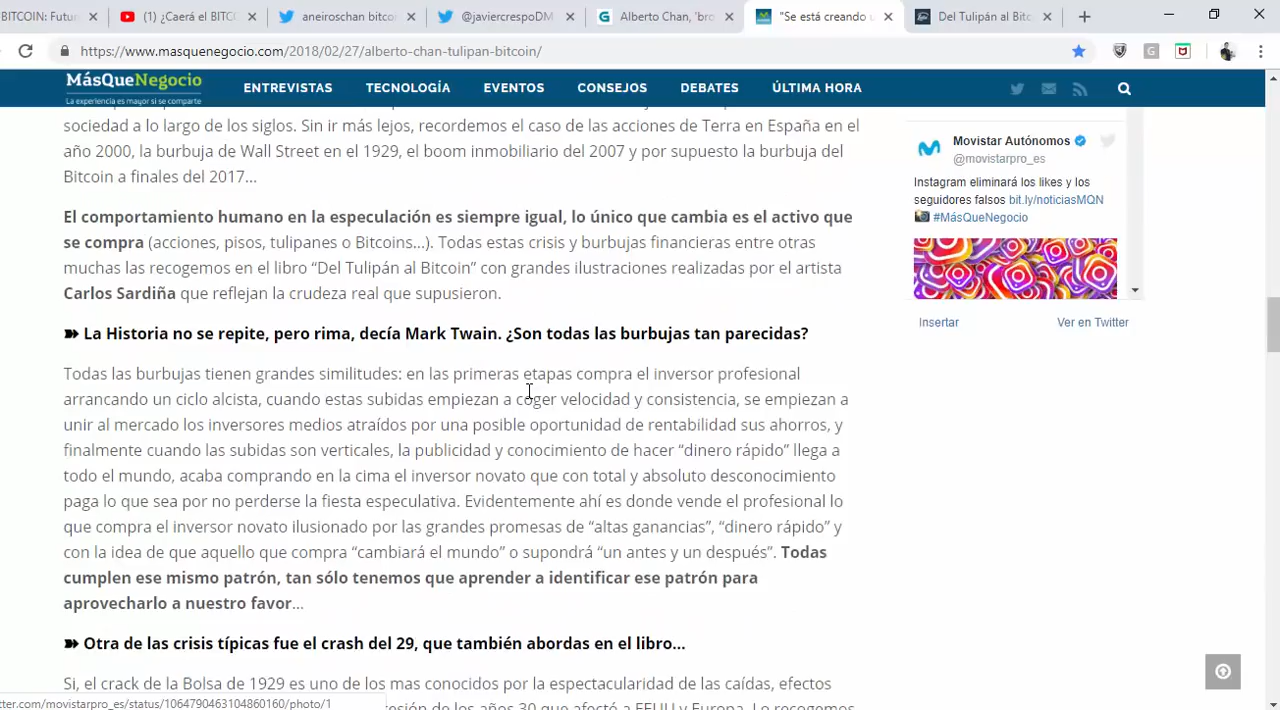 BITCOIN: Futur
(1) ¿Caerá el BITCO
aneiroschan bitco
@javiercrespoDM
Alberto Chan, "bro
"Se está creando u
Del Tulipán al Bitc
https://www.masquenegocio.com/2018/02/27/alberto-chan-tulipan-bitcoin/
MásQueNegocio
La experiencia es mayor si se comparte
ENTREVISTAS
TECNOLOGÍA
EVENTOS
CONSEJOS
DEBATES
ÚLTIMA HORA
sociedad a lo largo de los siglos. Sin ir más lejos, recordemos el caso de las acciones de Terra en España en el
año 2000, la burbuja de Wall Street en el 1929, el boom inmobiliario del 2007 y por supuesto la burbuja del
Bitcoin a finales del 2017…
El comportamiento humano en la especulación es siempre igual, lo único que cambia es el activo que
se compra (acciones, pisos, tulipanes o Bitcoins…). Todas estas crisis y burbujas financieras entre otras
muchas las recogemos en el libro “Del Tulipán al Bitcoin” con grandes ilustraciones realizadas por el artista
Carlos Sardiña que reflejan la crudeza real que supusieron.
La Historia no se repite, pero rima, decía Mark Twain. ¿Son todas las burbujas tan parecidas?
Todas las burbujas tienen grandes similitudes: en las primeras etapas compra el inversor profesional
arrancando un ciclo alcista, cuando estas subidas empiezan a coger velocidad y consistencia, se empiezan a
unir al mercado los inversores medios atraídos por una posible oportunidad de rentabilidad sus ahorros, y
finalmente cuando las subidas son verticales, la publicidad y conocimiento de hacer “dinero rápido” llega a
todo el mundo, acaba comprando en la cima el inversor novato que con total y absoluto desconocimiento
paga lo que sea por no perderse la fiesta especulativa. Evidentemente ahí es donde vende el profesional lo
que compra el inversor novato ilusionado por las grandes promesas de “altas ganancias”, “dinero rápido” y
con la idea de que aquello que compra “cambiará el mundo” o supondrá “un antes y un después”. Todas
cumplen ese mismo patrón, tan sólo tenemos que aprender a identificar ese patrón para
aprovecharlo a nuestro favor…
Otra de las crisis típicas fue el crash del 29, que también abordas en el libro…
Si, el crack de la Bolsa de 1929 es uno de los mas conocidos por la espectacularidad de las caídas, efectos
resión de los años 30 que afectó a EEUU y Europa. Lo recogemos
Movistar Autónomos
@movistarpro_es
Instagram eliminará los likes y los
seguidores falsos bit.ly/noticiasMQN
#MásQueNegocio
Insertar
Ver en Twitter
tter.com/movistarpro_es/status/1064790463104860160/photo/1